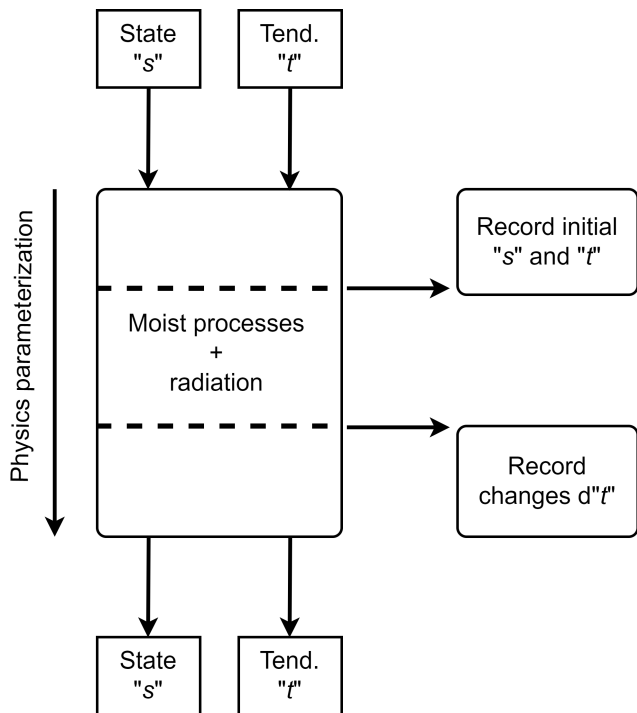 State
"s"
Tend.
"t"
Physics parameterization
Moist processes
+
radiation
Record initial
"s" and "t"
Record
changes d"t"
State
"s"
Tend.
"t"